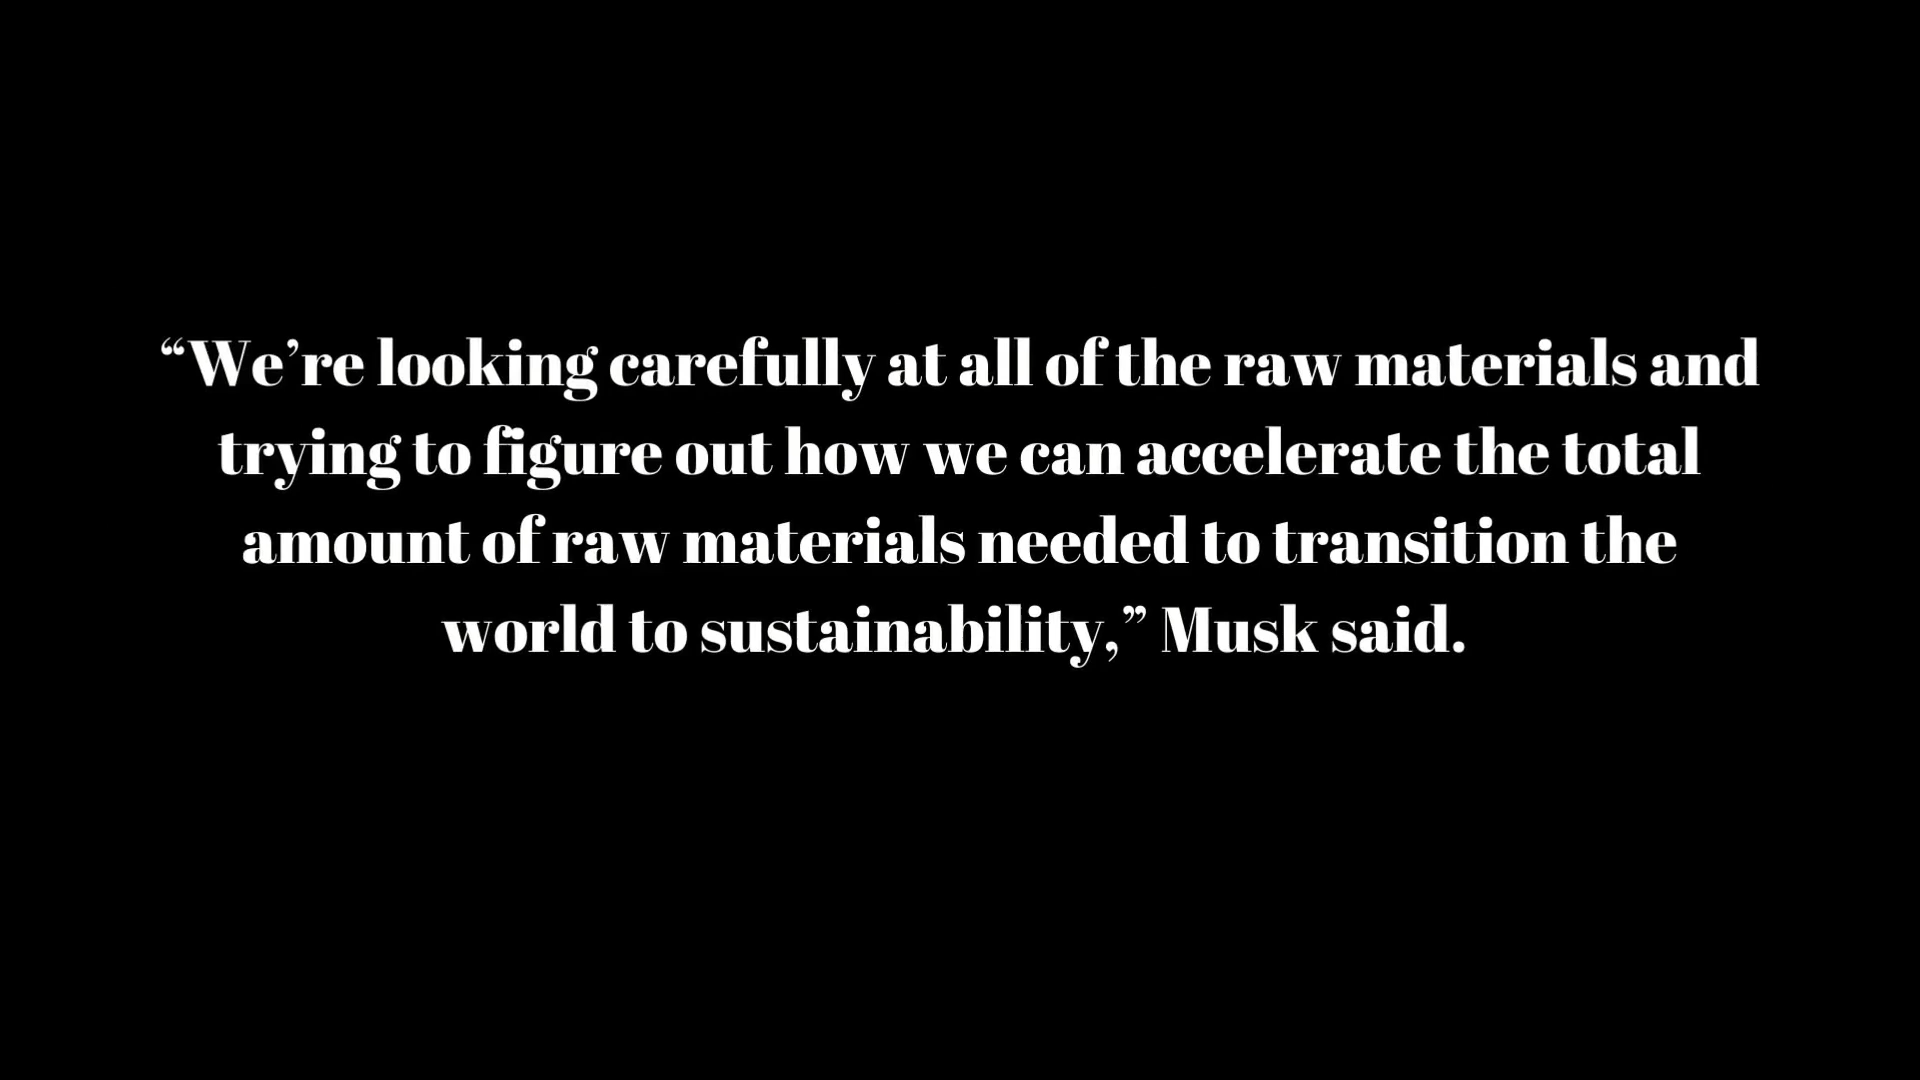 “We’re looking carefully at all of the raw materials and
trying to figure out how we can accelerate the total
amount of raw materials needed to transition the
world to sustainability,” Musk said.